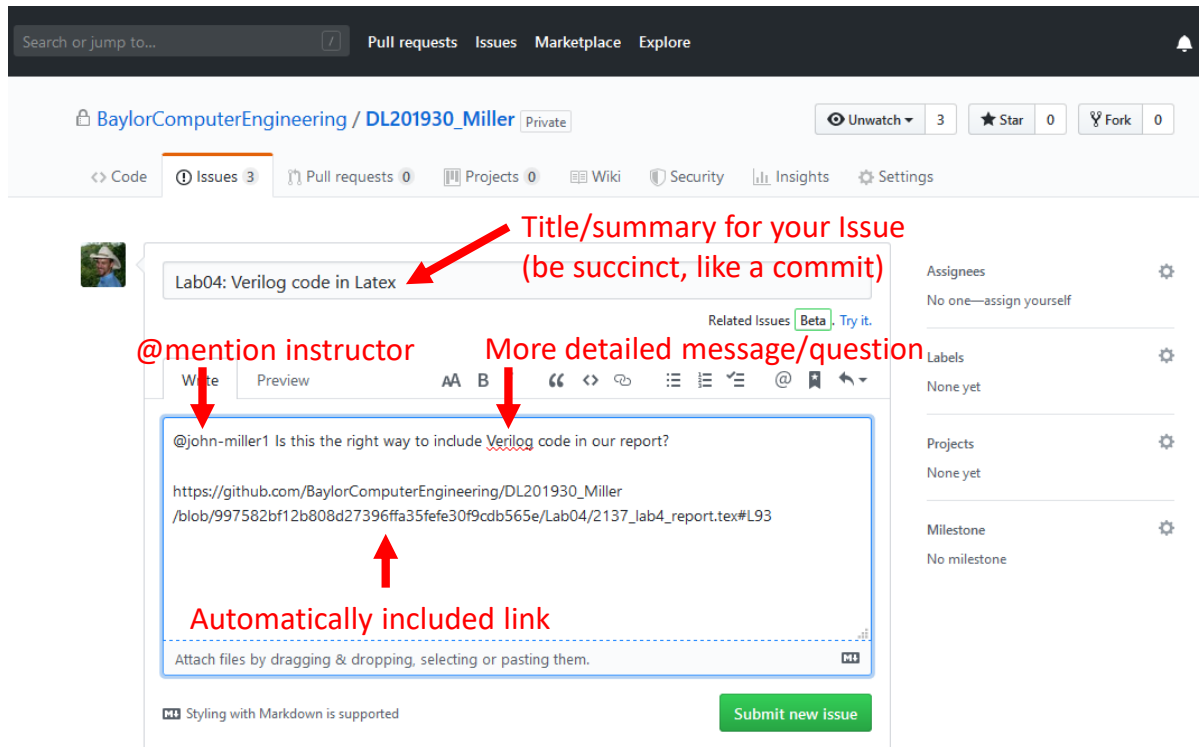 Search or jump to... /
Pull requests Issues Marketplace Explore
BaylorComputerEngineering / DL201930_Miller Private
Unwatch 3 Star 0 Fork 0
Code Issues 3 Pull requests 0 Projects 0 Wiki Security Insights Settings
Title/summary for your Issue
(be succinct, like a commit)
Lab04: Verilog code in Latex
Related Issues Beta . Try it.
@mention instructor
More detailed message/question
Write Preview
AA B “ <> @
@john-miller1 Is this the right way to include Verilog code in our report?
https://github.com/BaylorComputerEngineering/DL201930_Miller
/blob/997582bf12b808d27396ffa35fefe30f9cdb565e/Lab04/2137_lab4_report.tex#L93
Automatically included link
Attach files by dragging & dropping, selecting or pasting them.
Styling with Markdown is supported
Submit new issue
Assignees
No one—assign yourself
Labels
None yet
Projects
None yet
Milestone
No milestone